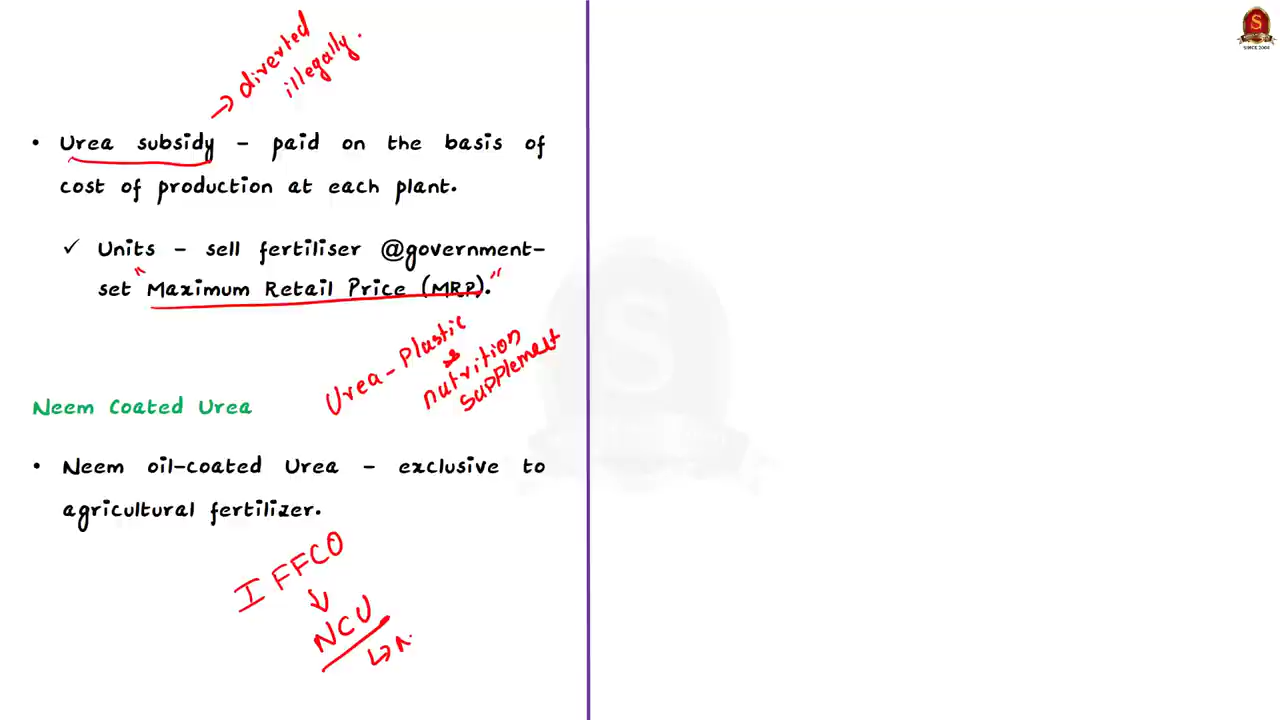 → diverted
illegally.
• Urea subsidy – paid on the basis of
cost of production at each plant.
✓ Units – sell fertiliser @government-
set "Maximum Retail Price (MRP)."
Urea - Plastic
&
nutrition
supplement
Neem Coated Urea
• Neem oil-coated Urea – exclusive to
agricultural fertilizer.
IFFCO
↓
NCU
↳
S
SINCE 2004